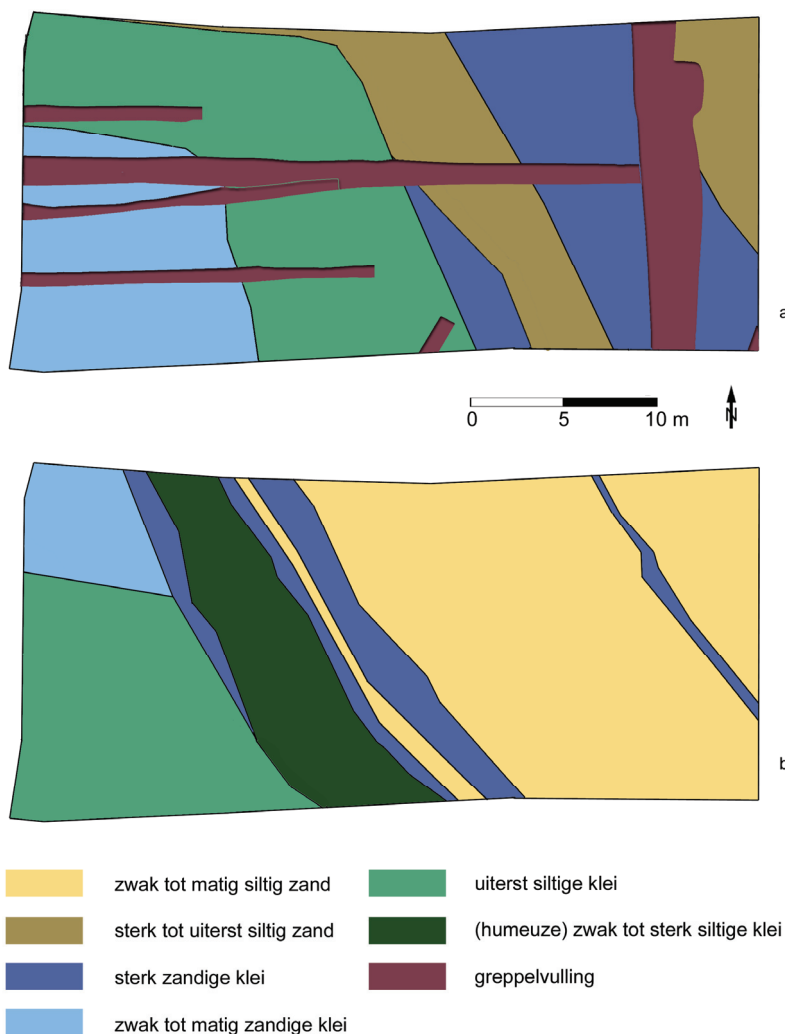 a
0 5 10 m
N
b
zwak tot matig siltig zand
sterk tot uiterst siltig zand
sterk zandige klei
zwak tot matig zandige klei
uiterst siltige klei
(humeuze) zwak tot sterk siltige klei
greppelvulling